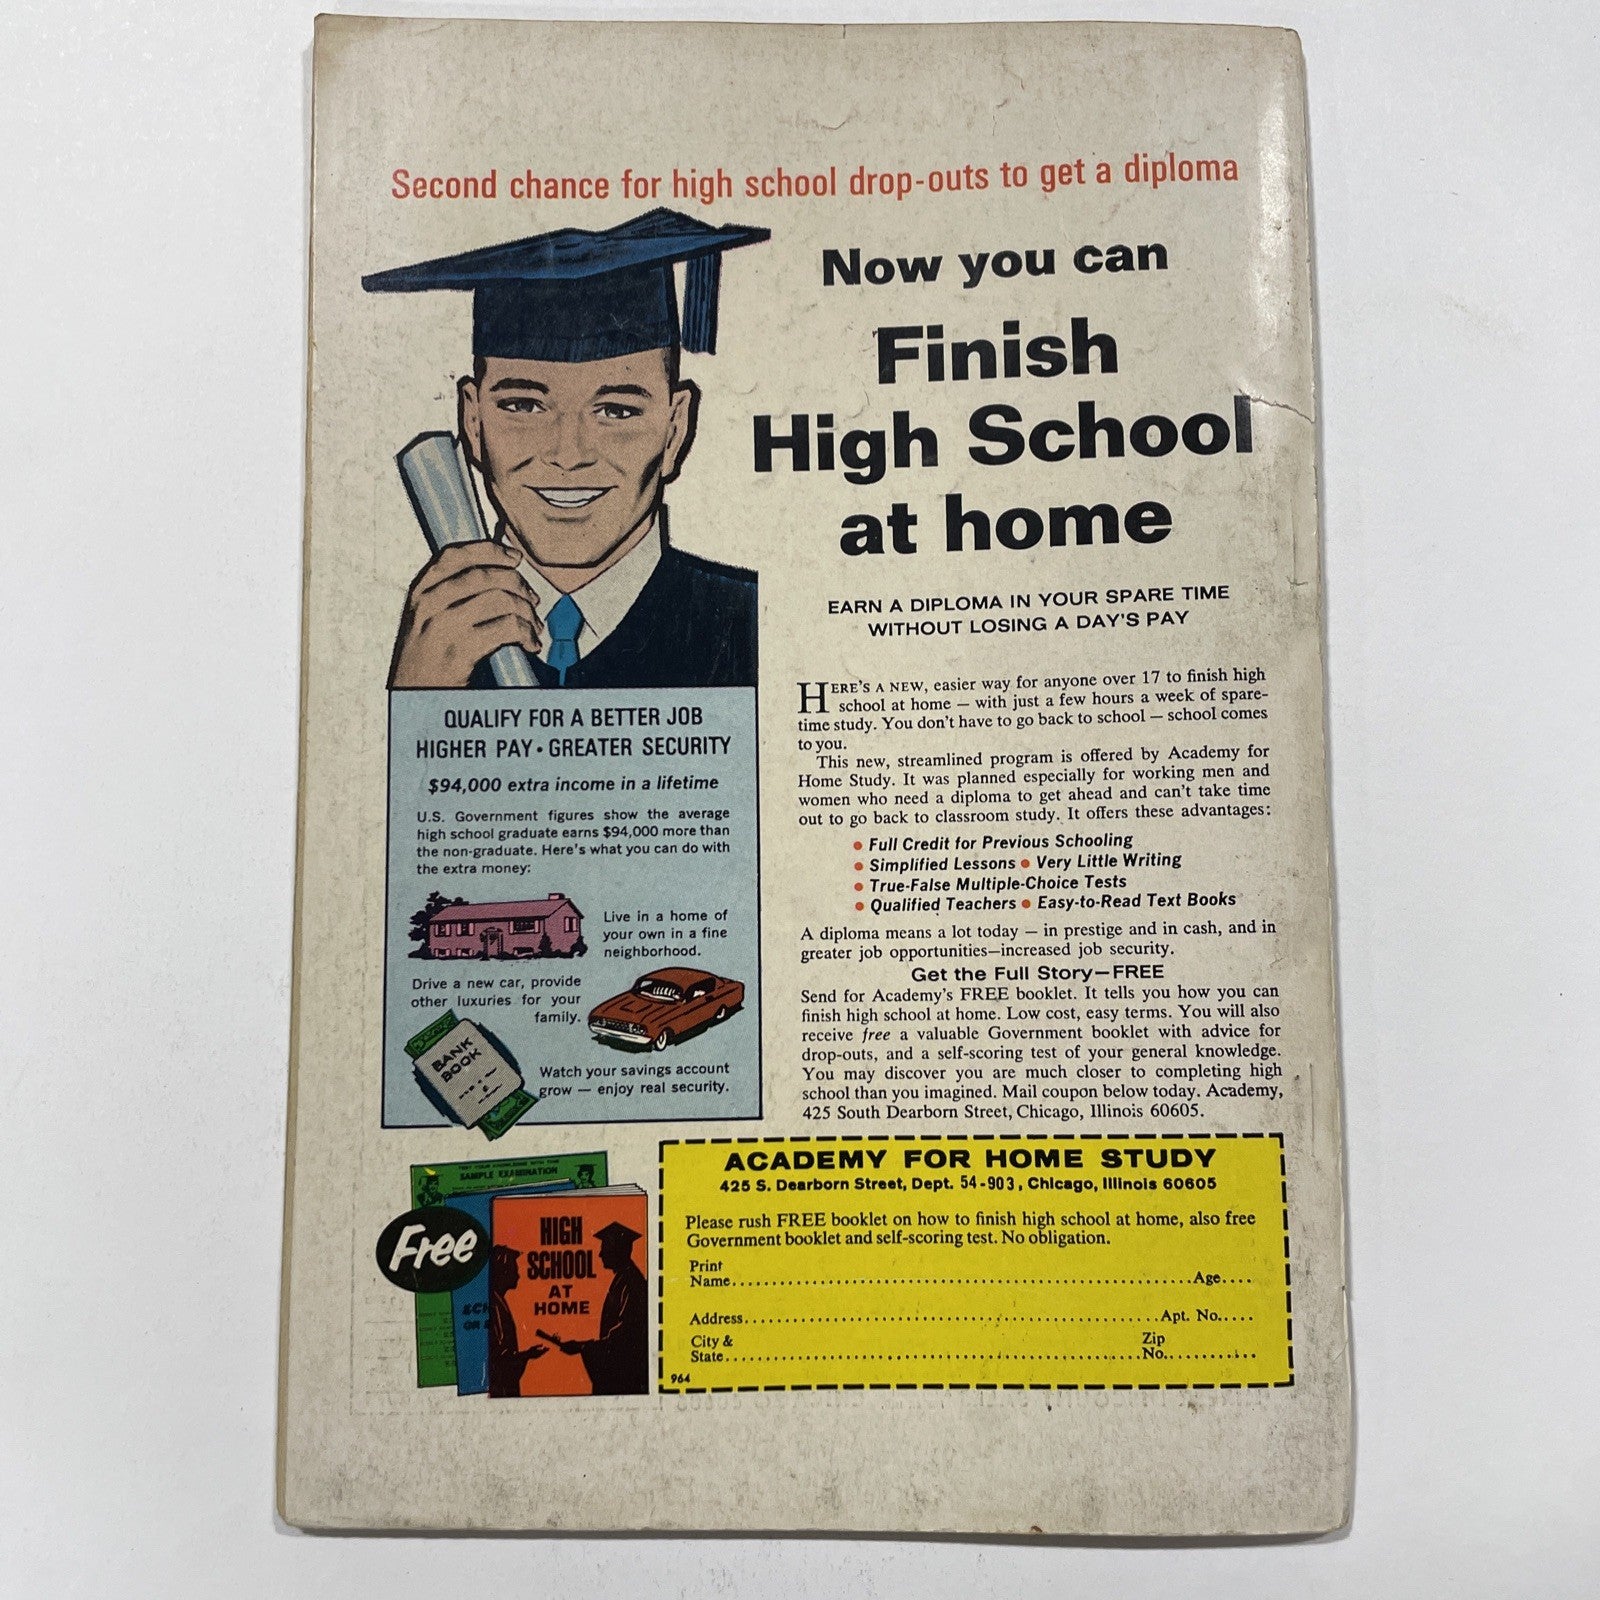 Second chance for high school drop-outs to get a diploma
Now you can
Finish
High School
at home
EARN A DIPLOMA IN YOUR SPARE TIME
WITHOUT LOSING A DAY'S PAY
HERE'S A NEW, easier way for anyone over 17 to finish high
school at home — with just a few hours a week of spare-
time study. You don't have to go back to school — school comes
to you.
This new, streamlined program is offered by Academy for
Home Study. It was planned especially for working men and
women who need a diploma to get ahead and can't take time
out to go back to classroom study. It offers these advantages:
• Full Credit for Previous Schooling
• Simplified Lessons • Very Little Writing
• True-False Multiple-Choice Tests
• Qualified Teachers • Easy-to-Read Text Books
A diploma means a lot today — in prestige and in cash, and in
greater job opportunities—increased job security.
Get the Full Story—FREE
Send for Academy's FREE booklet. It tells you how you can
finish high school at home. Low cost, easy terms. You will also
receive free a valuable Government booklet with advice for
drop-outs, and a self-scoring test of your general knowledge.
You may discover you are much closer to completing high
school than you imagined. Mail coupon below today. Academy,
425 South Dearborn Street, Chicago, Illinois 60605.
QUALIFY FOR A BETTER JOB
HIGHER PAY • GREATER SECURITY
$94,000 extra income in a lifetime
U.S. Government figures show the average
high school graduate earns $94,000 more than
the non-graduate. Here's what you can do with
the extra money:
Live in a home of
your own in a fine
neighborhood.
Drive a new car, provide
other luxuries for your
family.
BANK
BOOK
Watch your savings account
grow — enjoy real security.
TEST YOUR KNOWLEDGE WITH THIS
SAMPLE EXAMINATION
Free
HIGH
SCHOOL
AT
HOME
ACADEMY FOR HOME STUDY
425 S. Dearborn Street, Dept. 54-903, Chicago, Illinois 60605
Please rush FREE booklet on how to finish high school at home, also free
Government booklet and self-scoring test. No obligation.
Print
Name..........Age....
Address..........Apt. No.....
City & Zip
State..........No...........
964